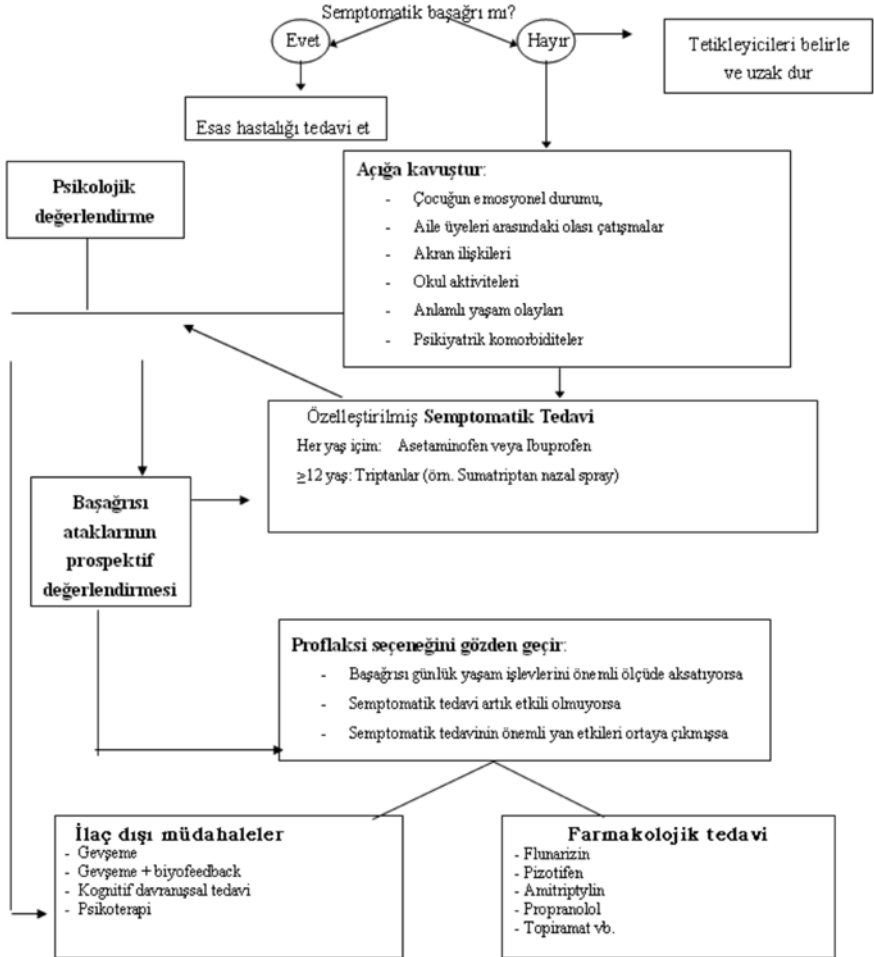 Semptomatik başağrı mı?
Evet
Hayır
Tetikleyicileri belirle
ve uzak dur
Esas hastalığı tedavi et
Psikolojik
değerlendirme
Açığa kavuştur:
- Çocuğun emosyonel durumu,
- Aile üyeleri arasındaki olası çatışmalar
- Akran ilişkileri
- Okul aktiviteleri
- Anlamlı yaşam olayları
- Psikiyatrik komorbiditeler
Özelleştirilmiş Semptomatik Tedavi
Her yaş içim: Asetaminofen veya Ibuprofen
≥12 yaş: Triptanlar (örn. Sumatriptan nazal spray)
Başağrısı
ataklarının
prospektif
değerlendirmesi
Proflaksi seçeneğini gözden geçir:
- Başağrısı günlük yaşam işlevlerini önemli ölçüde aksatıyorsa
- Semptomatik tedavi artık etkili olmuyorsa
- Semptomatik tedavinin önemli yan etkileri ortaya çıkmışsa
İlaç dışı müdahaleler
- Gevşeme
- Gevşeme + biyofeedback
- Kognitif davranışsal tedavi
- Psikoterapi
Farmakolojik tedavi
- Flunarizin
- Pizotifen
- Amitriptylin
- Propranolol
- Topiramat vb.